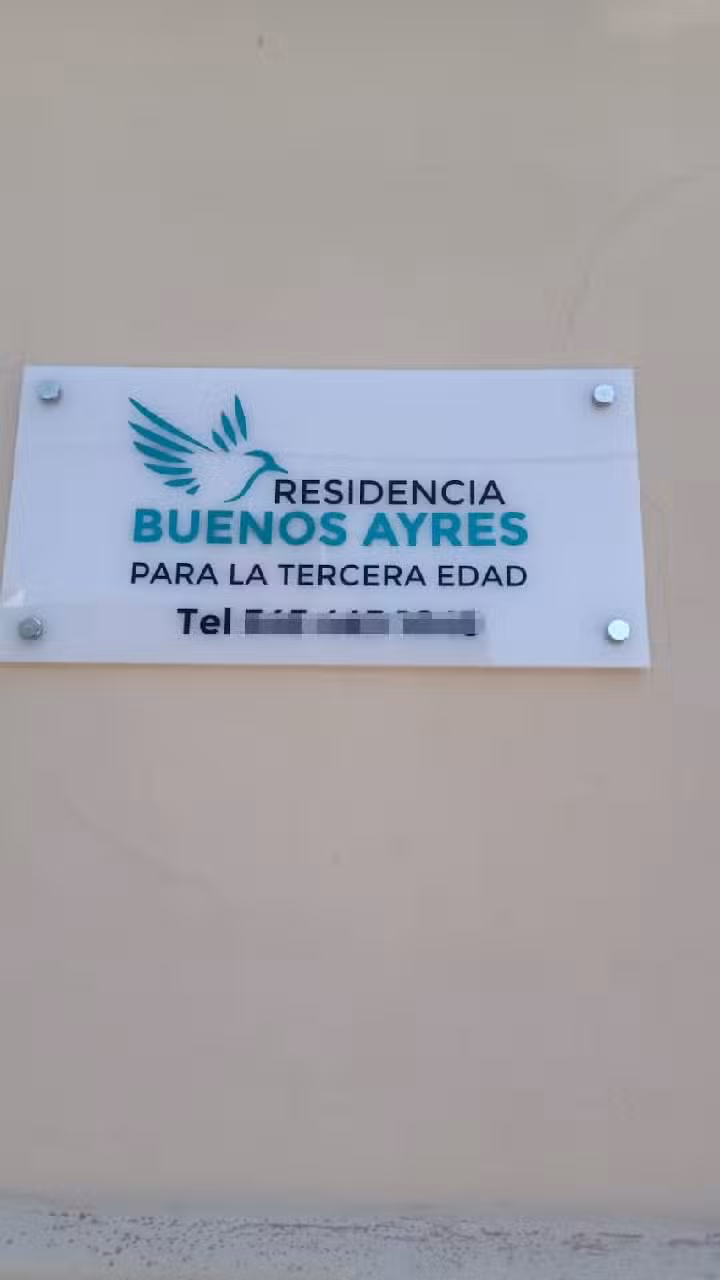 RESIDENCIA
BUENOS AYRES
PARA LA TERCERA EDAD
Tel